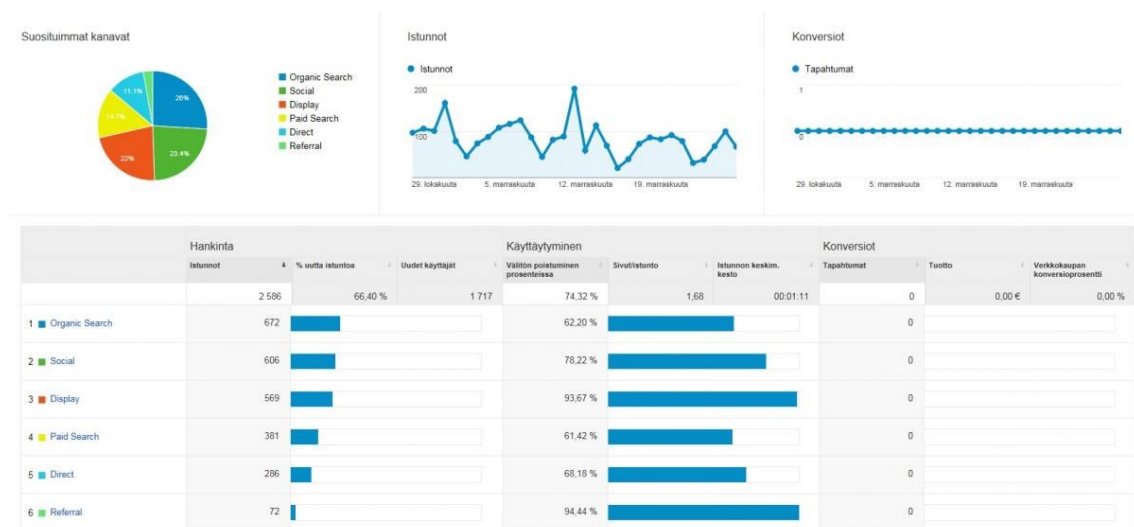 Suosituimmat kanavat
26%
23.4%
22%
14.7%
11.1%
Organic Search
Social
Display
Paid Search
Direct
Referral
Istunnot
Istunnot
200
100
29. lokakuuta 5. marraskuuta 12. marraskuuta 19. marraskuuta
Konversiot
Tapahtumat
1
0
29. lokakuuta 5. marraskuuta 12. marraskuuta 19. marraskuuta
Hankinta Käyttäytyminen Konversiot
Istunnot % uutta istuntoa Uudet käyttäjät Välitön poistuminen prosenteissa Sivut/istunto Istunnon keskim. kesto Tapahtumat Tuotto Verkkokaupan konversioprosentti
2 586 66,40 % 1 717 74,32 % 1,68 00:01:11 0 0,00 € 0,00 %
1 Organic Search 672 62,20 % 0
2 Social 606 78,22 % 0
3 Display 569 93,67 % 0
4 Paid Search 381 61,42 % 0
5 Direct 286 68,18 % 0
6 Referral 72 94,44 % 0